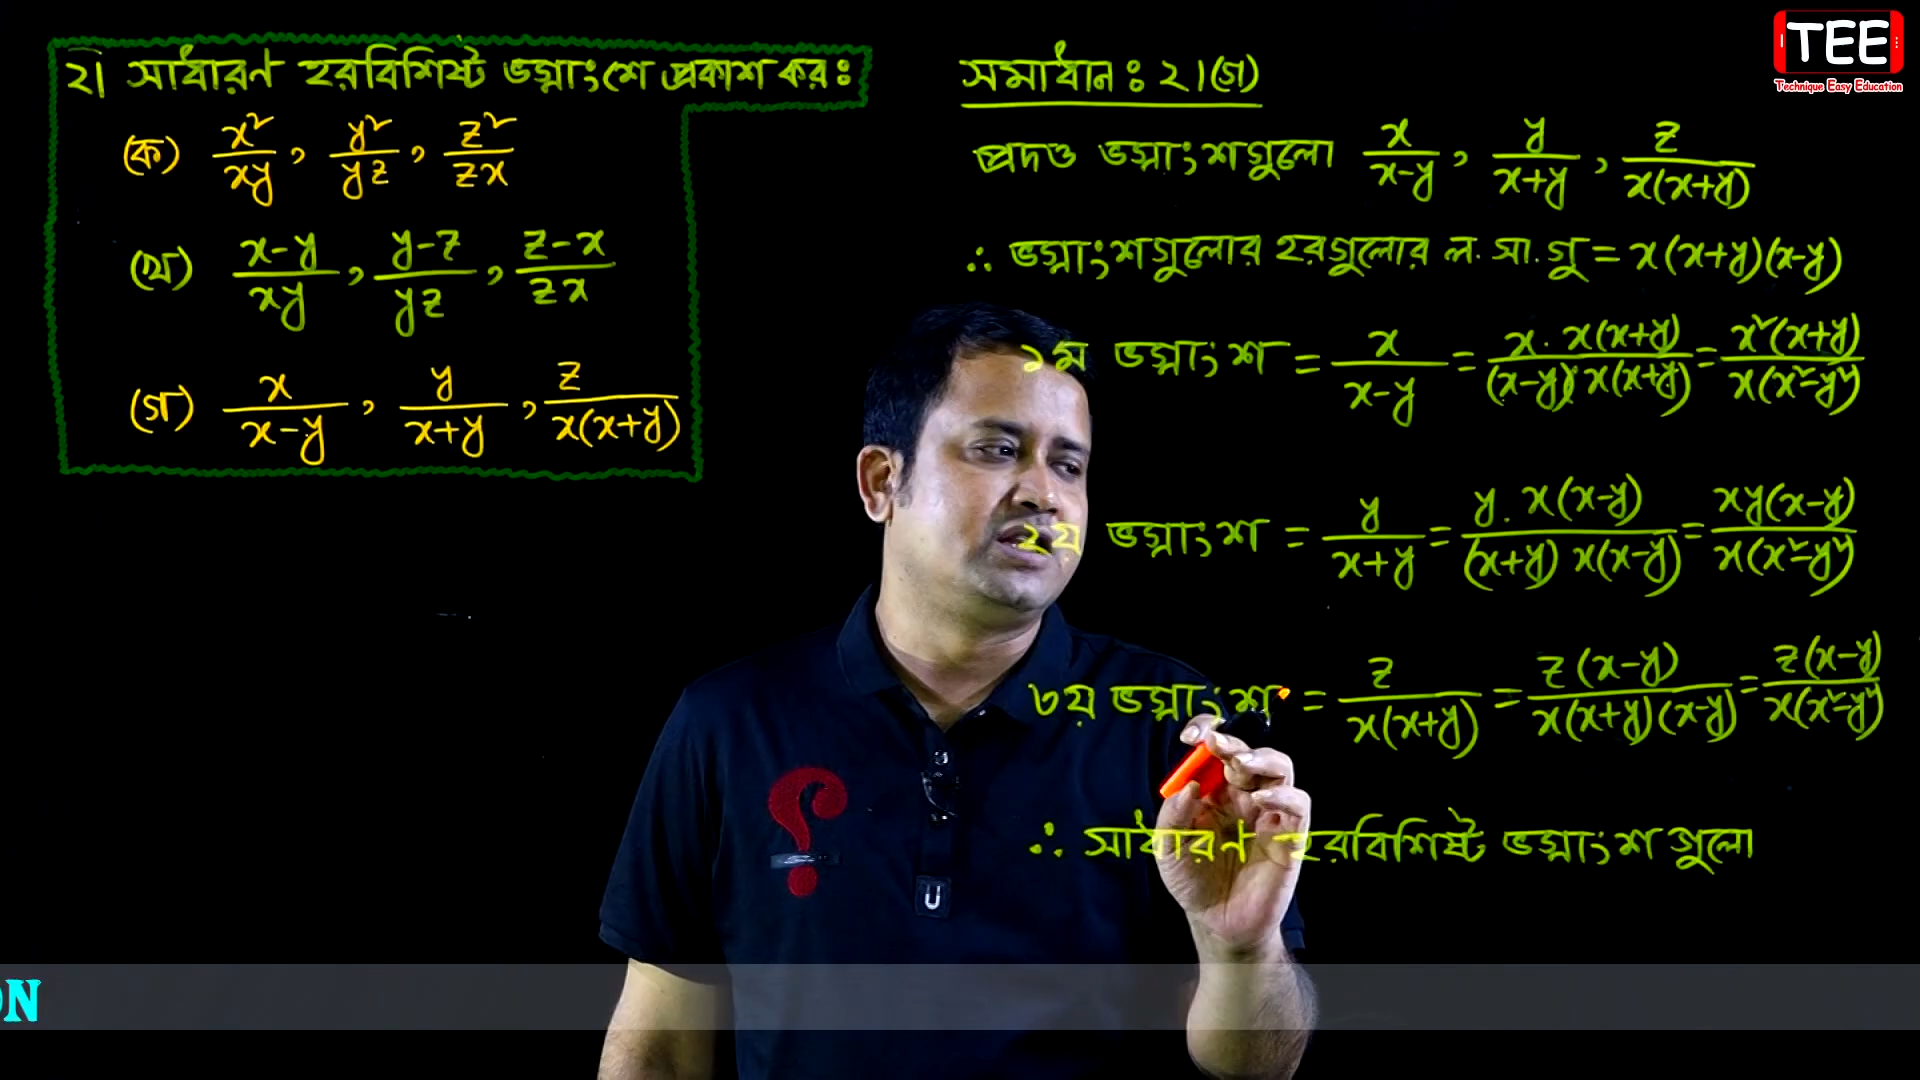 ২। সাধারণ হরবিশিষ্ট ভগ্নাংশে প্রকাশ করঃ
(ক) x²/xy, y²/yz, z²/zx
(খ) x-y/xy, y-z/yz, z-x/zx
(গ) x/x-y, y/x+y, z/x(x+y)
সমাধানঃ ২।(গ)
প্রদত্ত ভগ্নাংশগুলো x/x-y, y/x+y, z/x(x+y)
∴ ভগ্নাংশগুলোর হরগুলোর ল.সা.গু = x(x+y)(x-y)
১ম ভগ্নাংশ = x/x-y = x·x(x+y)/(x-y)·x(x+y) = x²(x+y)/x(x²-y²)
২য় ভগ্নাংশ = y/x+y = y·x(x-y)/(x+y) x(x-y) = xy(x-y)/x(x²-y²)
৩য় ভগ্নাংশ = z/x(x+y) = z(x-y)/x(x+y)(x-y) = z(x-y)/x(x²-y²)
∴ সাধারণ হরবিশিষ্ট ভগ্নাংশ গুলো
TEE
Technique Easy Education
U
ON